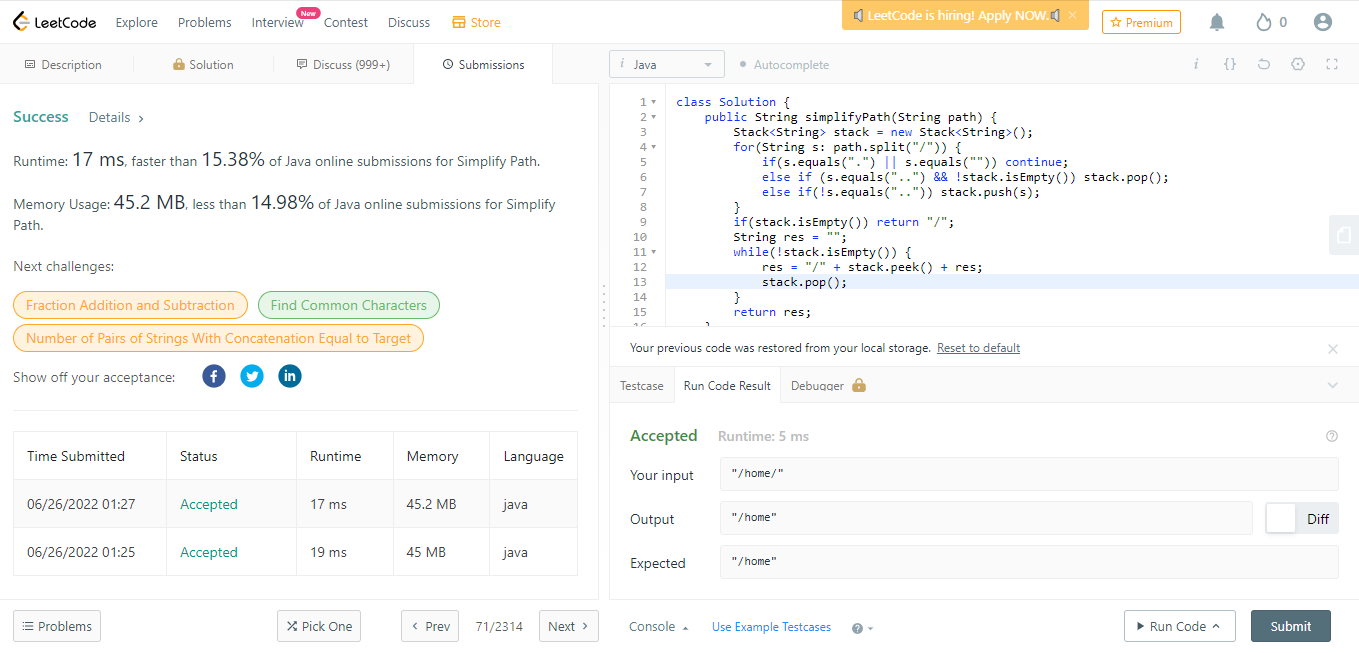 LeetCode
Explore
Problems
Interview
New
Contest
Discuss
Store
LeetCode is hiring! Apply NOW.
Premium
0
Description
Solution
Discuss (999+)
Submissions
Java
Autocomplete
Success
Details
Runtime: 17 ms, faster than 15.38% of Java online submissions for Simplify Path.
Memory Usage: 45.2 MB, less than 14.98% of Java online submissions for Simplify
Path.
Next challenges:
Fraction Addition and Subtraction
Find Common Characters
Number of Pairs of Strings With Concatenation Equal to Target
Show off your acceptance:
Time Submitted Status Runtime Memory Language
06/26/2022 01:27 Accepted 17 ms 45.2 MB java
06/26/2022 01:25 Accepted 19 ms 45 MB java
1 class Solution {
2 public String simplifyPath(String path) {
3 Stack<String> stack = new Stack<String>();
4 for(String s: path.split("/")) {
5 if(s.equals(".") || s.equals("")) continue;
6 else if (s.equals("..") && !stack.isEmpty()) stack.pop();
7 else if(!s.equals("..")) stack.push(s);
8 }
9 if(stack.isEmpty()) return "/";
10 String res = "";
11 while(!stack.isEmpty()) {
12 res = "/" + stack.peek() + res;
13 stack.pop();
14 }
15 return res;
16 }
Your previous code was restored from your local storage. Reset to default
Testcase
Run Code Result
Debugger
Accepted Runtime: 5 ms
Your input "/home/"
Output "/home"
Diff
Expected "/home"
Problems
Pick One
Prev
71/2314
Next
Console
Use Example Testcases
Run Code
Submit